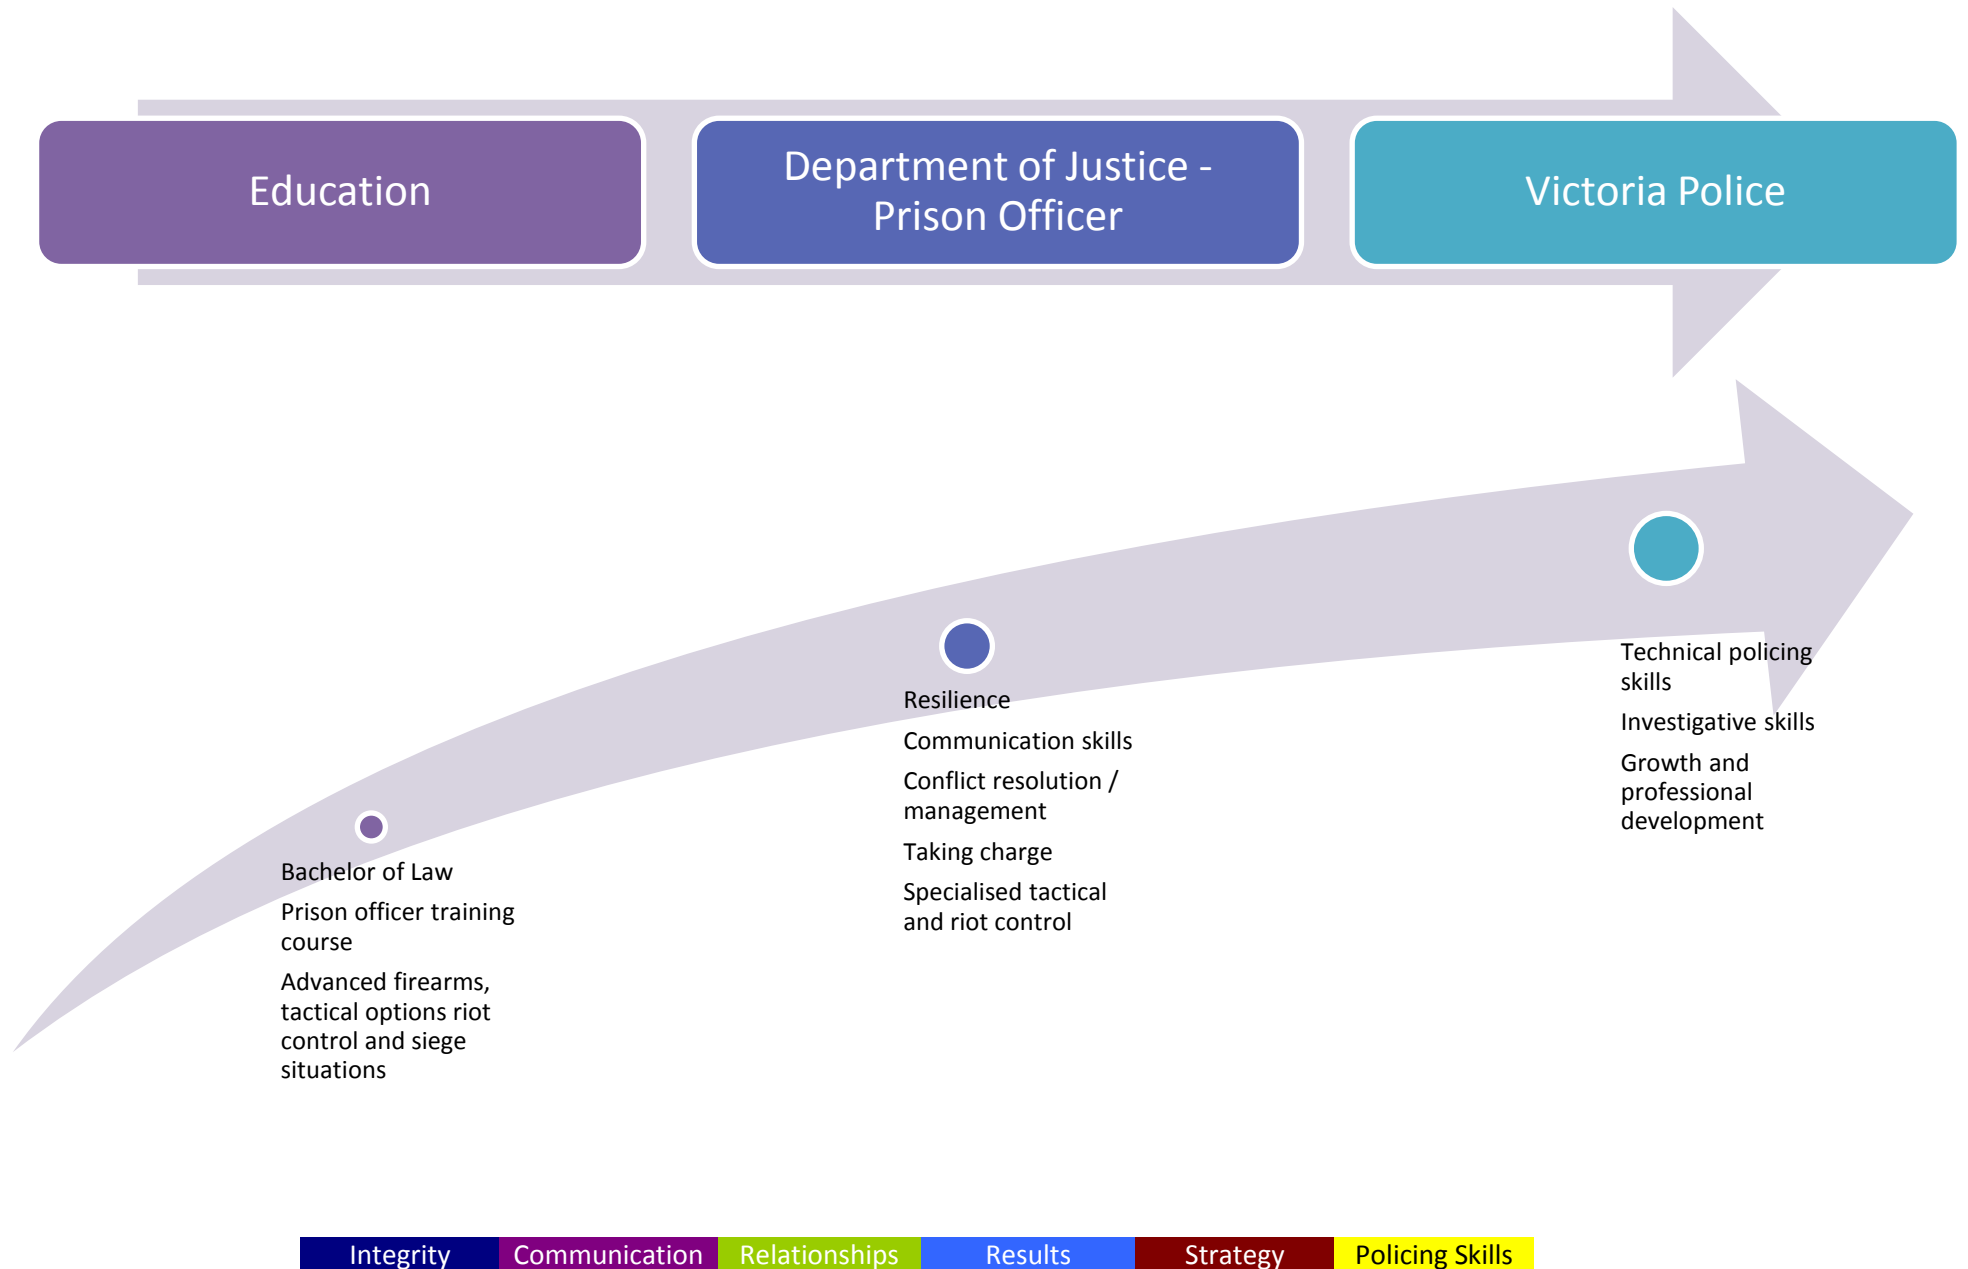 Education
Department of Justice -
Prison Officer
Victoria Police
Bachelor of Law
Prison officer training
course
Advanced firearms,
tactical options riot
control and siege
situations
Resilience
Communication skills
Conflict resolution /
management
Taking charge
Specialised tactical
and riot control
Technical policing
skills
Investigative skills
Growth and
professional
development
Integrity Communication Relationships Results Strategy Policing Skills